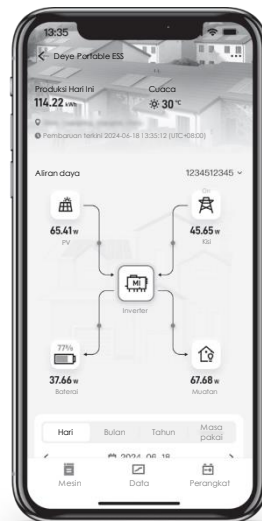 13:35
Deye Portable ESS
Produksi Hari Ini
Cuaca
114.22 kWh
30 °C
Pembaruan terkini 2024-06-18 13:35:12 (UTC+08:00)
Aliran daya
1234512345
65.41 w
PV
On
45.65 w
Kisi
MI
Inverter
77%
37.66 w
Baterai
67.68 w
Muatan
Hari
Bulan
Tahun
Masa pakai
2024-06-18
Mesin
Data
Perangkat